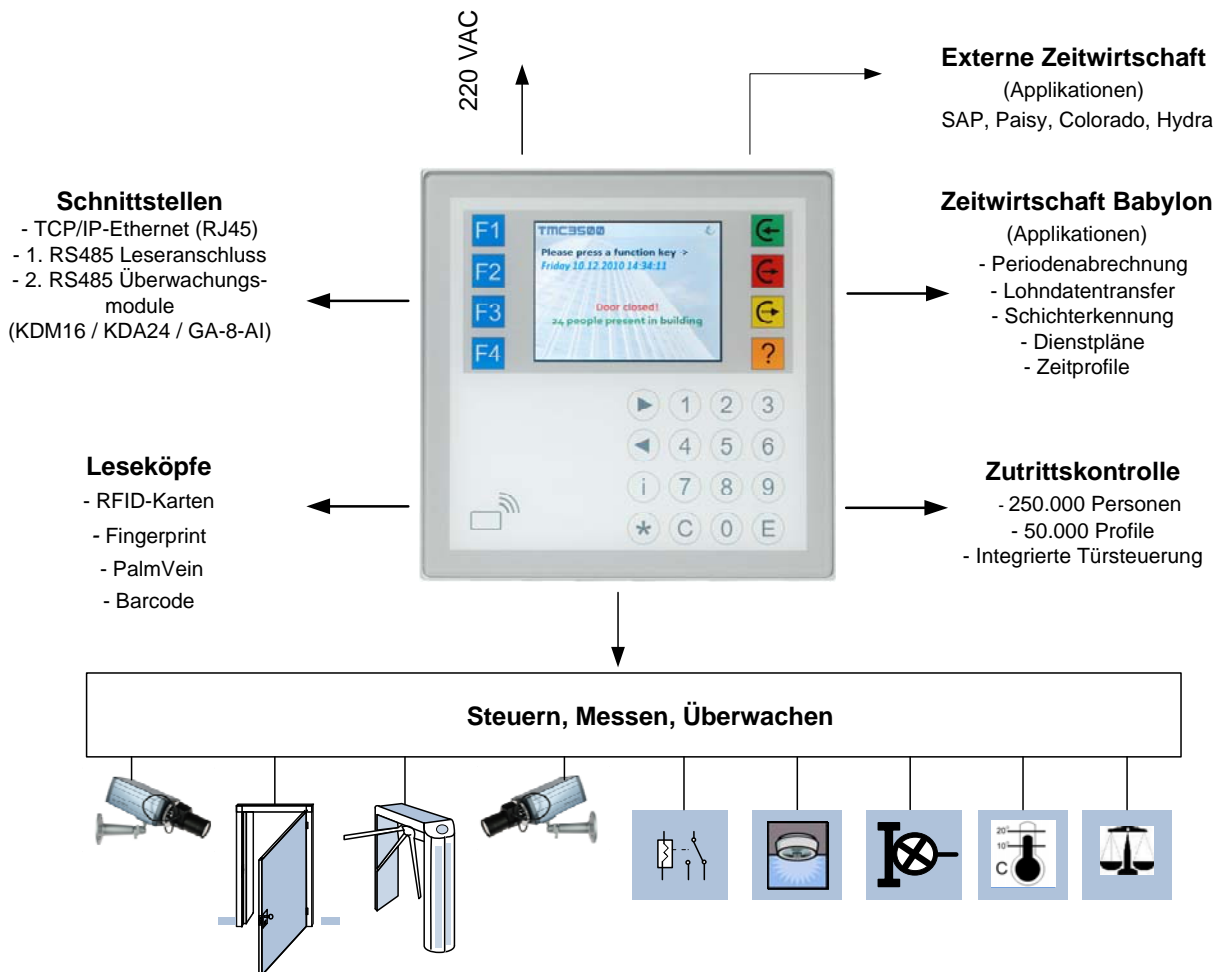 220 VAC
Externe Zeitwirtschaft
(Applikationen)
SAP, Paisy, Colorado, Hydra
Schnittstellen
- TCP/IP-Ethernet (RJ45)
- 1. RS485 Leseranschluss
- 2. RS485 Überwachungs-
module
(KDM16 / KDA24 / GA-8-AI)
Leseköpfe
- RFID-Karten
- Fingerprint
- PalmVein
- Barcode
F1
F2
F3
F4
TMC3500
Please press a function key ->
Friday 10.12.2010 14:34:11
Door closed!
24 people present in building
?
1 2 3
4 5 6
i 7 8 9
* C 0 E
Zeitwirtschaft Babylon
(Applikationen)
- Periodenabrechnung
- Lohndatentransfer
- Schichterkennung
- Dienstpläne
- Zeitprofile
Zutrittskontrolle
- 250.000 Personen
- 50.000 Profile
- Integrierte Türsteuerung
Steuern, Messen, Überwachen
20°
10°
C